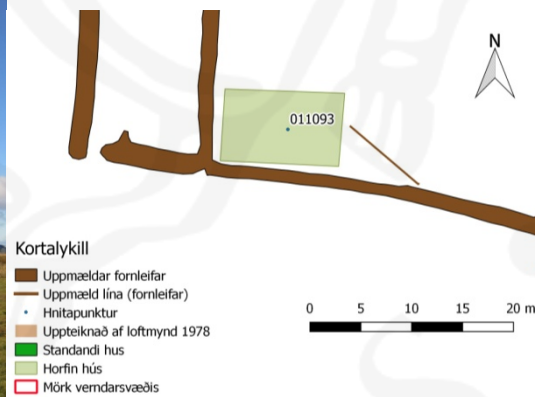 N
011093
Kortalykill
Uppmældar fornleifar
Uppmæld lína (fornleifar)
Hnitapunktur
Uppteiknað af loftmynd 1978
Standandi hus
Horfin hús
Mörk verndarsvæðis
0 5 10 15 20 m